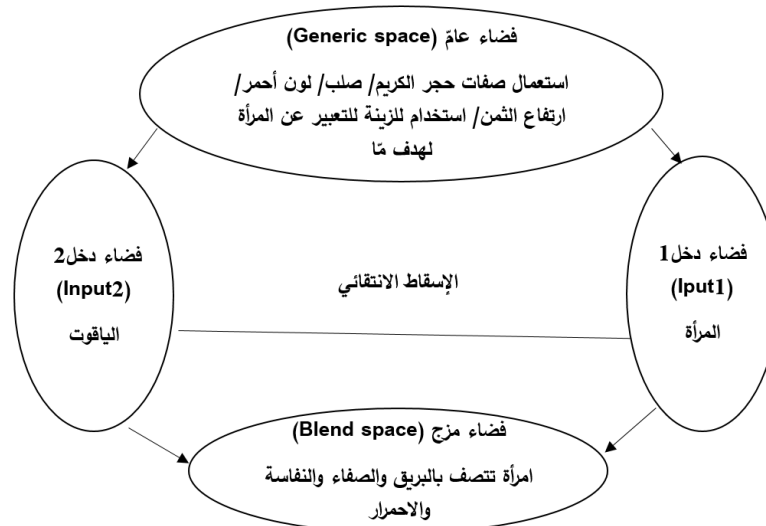 فضاء عامّ (Generic space)
استعمال صفات حجر الكريم/ صلب/ لون أحمر/
ارتفاع الثمن/ استخدام للزينة للتعبير عن المرأة
لهدف مّا
فضاء دخل1
(Iput1)
المرأة
الإسقاط الانتقائي
فضاء دخل2
(Input2)
الياقوت
فضاء مزج (Blend space)
امرأة تتصف بالبريق والصفاء والنفاسة
والاحمرار